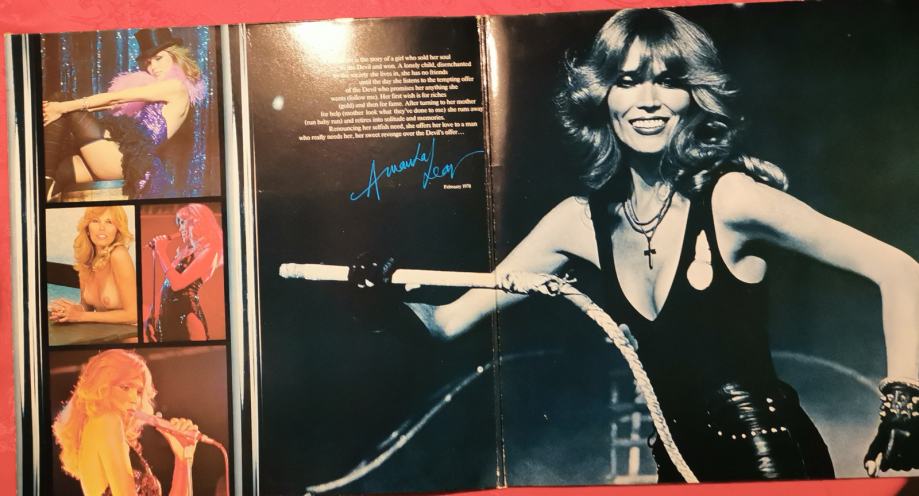 is the story of a girl who sold her soul
the Devil and won. A lonely child, disenchanted
the society she lives in, she has no friends
until the day she listens to the tempting offer
of the Devil who promises her anything she
wants (follow me). Her first wish is for riches
(gold) and then for fame. After turning to her mother
for help (mother look what they've done to me) she runs away
(run baby run) and retires into solitude and memories.
Renouncing her selfish need, she offers her love to a man
who really needs her, her sweet revenge over the Devil's offer...
Amanda Lear
February 1978